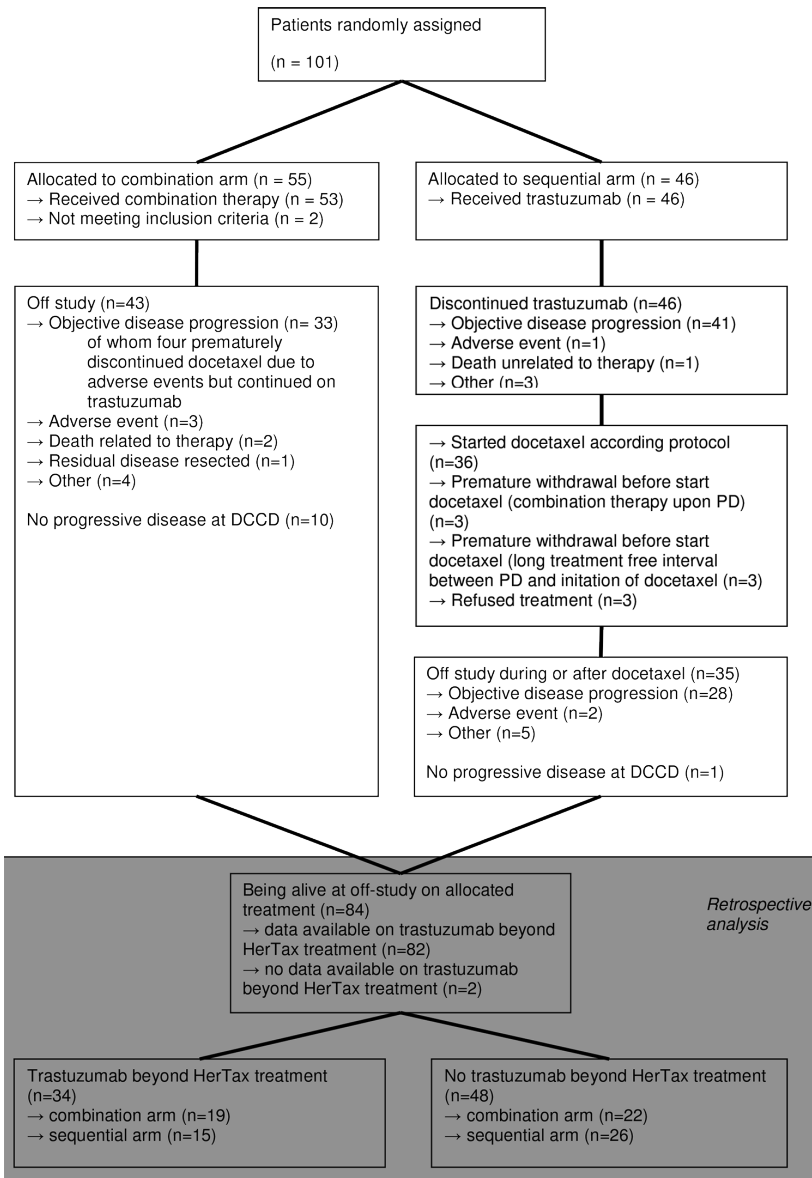 Patients randomly assigned
(n = 101)
Allocated to combination arm (n = 55)
→ Received combination therapy (n = 53)
→ Not meeting inclusion criteria (n = 2)
Allocated to sequential arm (n = 46)
→ Received trastuzumab (n = 46)
Off study (n=43)
→ Objective disease progression (n= 33)
of whom four prematurely
discontinued docetaxel due to
adverse events but continued on
trastuzumab
→ Adverse event (n=3)
→ Death related to therapy (n=2)
→ Residual disease resected (n=1)
→ Other (n=4)
No progressive disease at DCCD (n=10)
Discontinued trastuzumab (n=46)
→ Objective disease progression (n=41)
→ Adverse event (n=1)
→ Death unrelated to therapy (n=1)
→ Other (n=3)
→ Started docetaxel according protocol
(n=36)
→ Premature withdrawal before start
docetaxel (combination therapy upon PD)
(n=3)
→ Premature withdrawal before start
docetaxel (long treatment free interval
between PD and initation of docetaxel (n=3)
→ Refused treatment (n=3)
Off study during or after docetaxel (n=35)
→ Objective disease progression (n=28)
→ Adverse event (n=2)
→ Other (n=5)
No progressive disease at DCCD (n=1)
Being alive at off-study on allocated
treatment (n=84)
→ data available on trastuzumab beyond
HerTax treatment (n=82)
→ no data available on trastuzumab
beyond HerTax treatment (n=2)
Retrospective
analysis
Trastuzumab beyond HerTax treatment
(n=34)
→ combination arm (n=19)
→ sequential arm (n=15)
No trastuzumab beyond HerTax treatment
(n=48)
→ combination arm (n=22)
→ sequential arm (n=26)